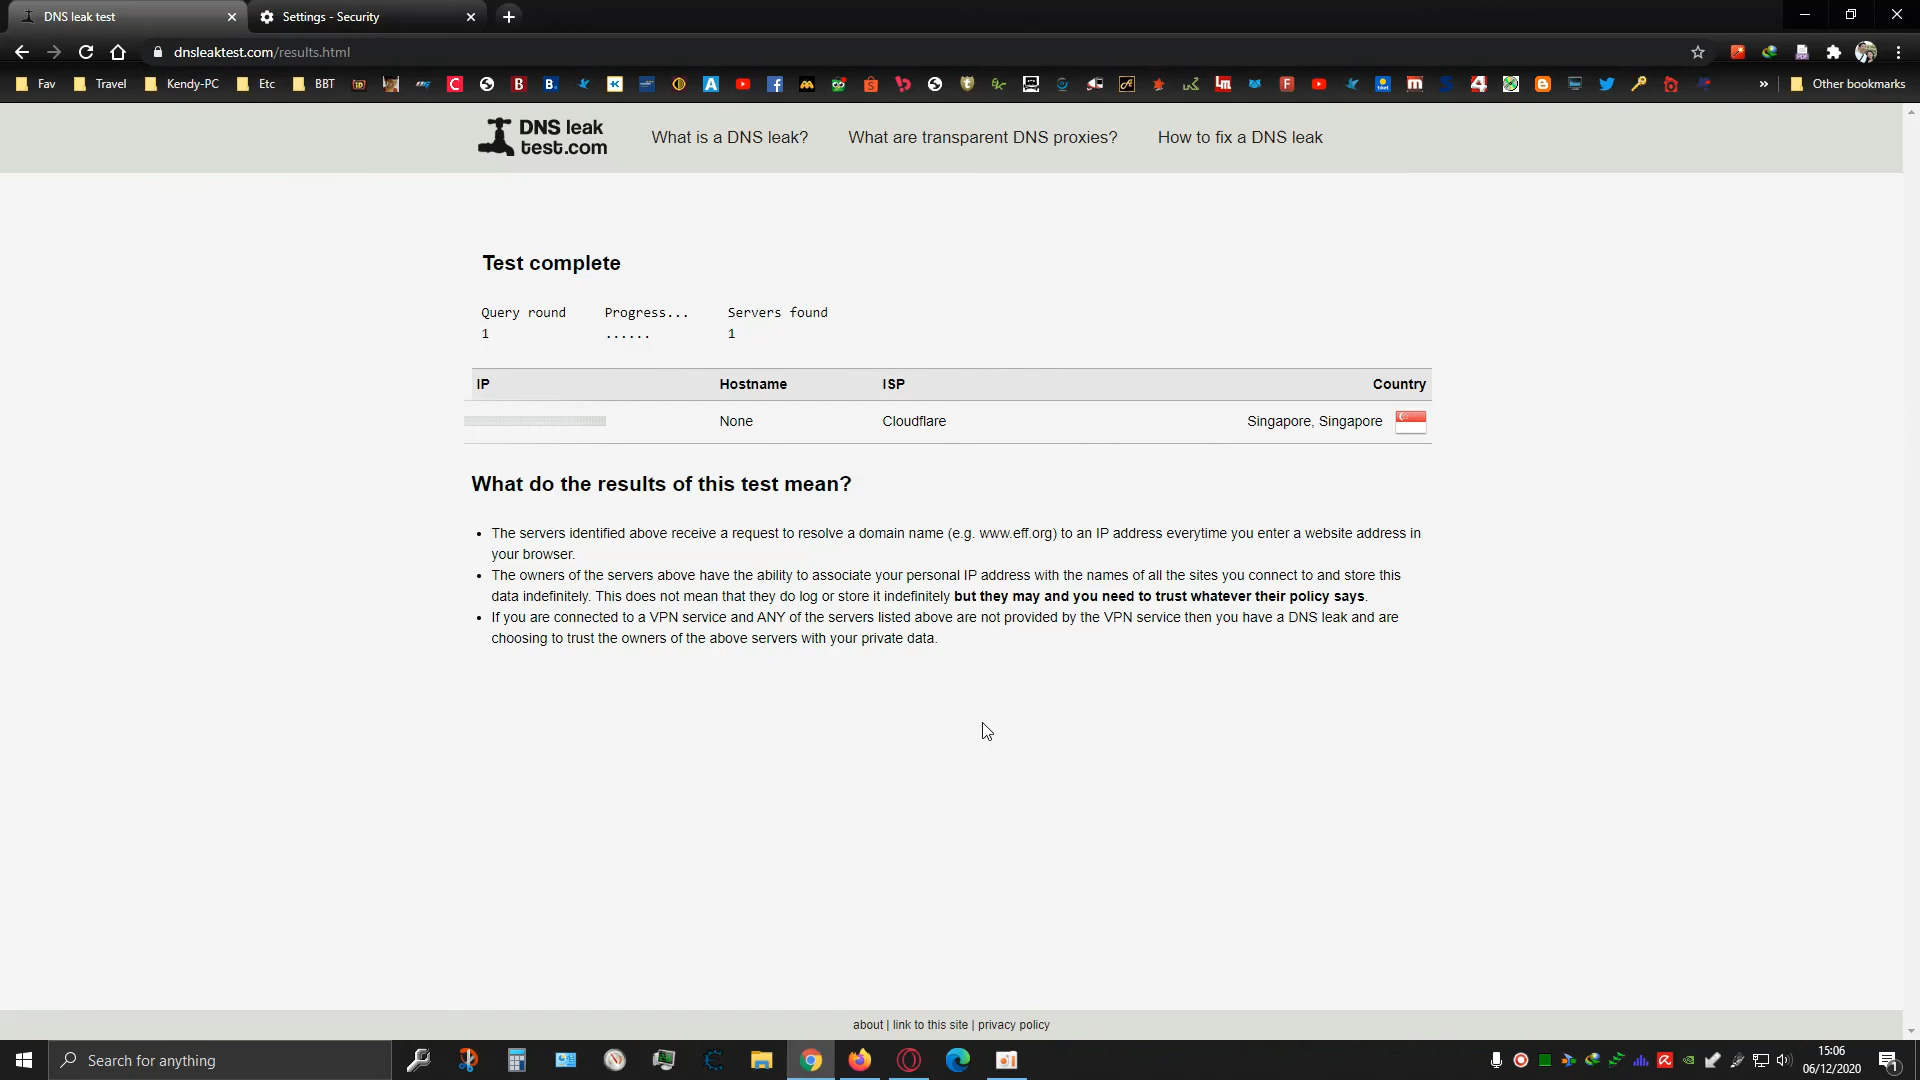 DNS leak test
Settings - Security
dnsleaktest.com/results.html
Fav
Travel
Kendy-PC
Etc
BBT
Other bookmarks
DNS leak
test.com
What is a DNS leak?
What are transparent DNS proxies?
How to fix a DNS leak
Test complete
Query round Progress... Servers found
1 ...... 1
IP Hostname ISP Country
None Cloudflare Singapore, Singapore
What do the results of this test mean?
• The servers identified above receive a request to resolve a domain name (e.g. www.eff.org) to an IP address everytime you enter a website address in
your browser.
• The owners of the servers above have the ability to associate your personal IP address with the names of all the sites you connect to and store this
data indefinitely. This does not mean that they do log or store it indefinitely but they may and you need to trust whatever their policy says.
• If you are connected to a VPN service and ANY of the servers listed above are not provided by the VPN service then you have a DNS leak and are
choosing to trust the owners of the above servers with your private data.
about | link to this site | privacy policy
Search for anything
15:06
06/12/2020